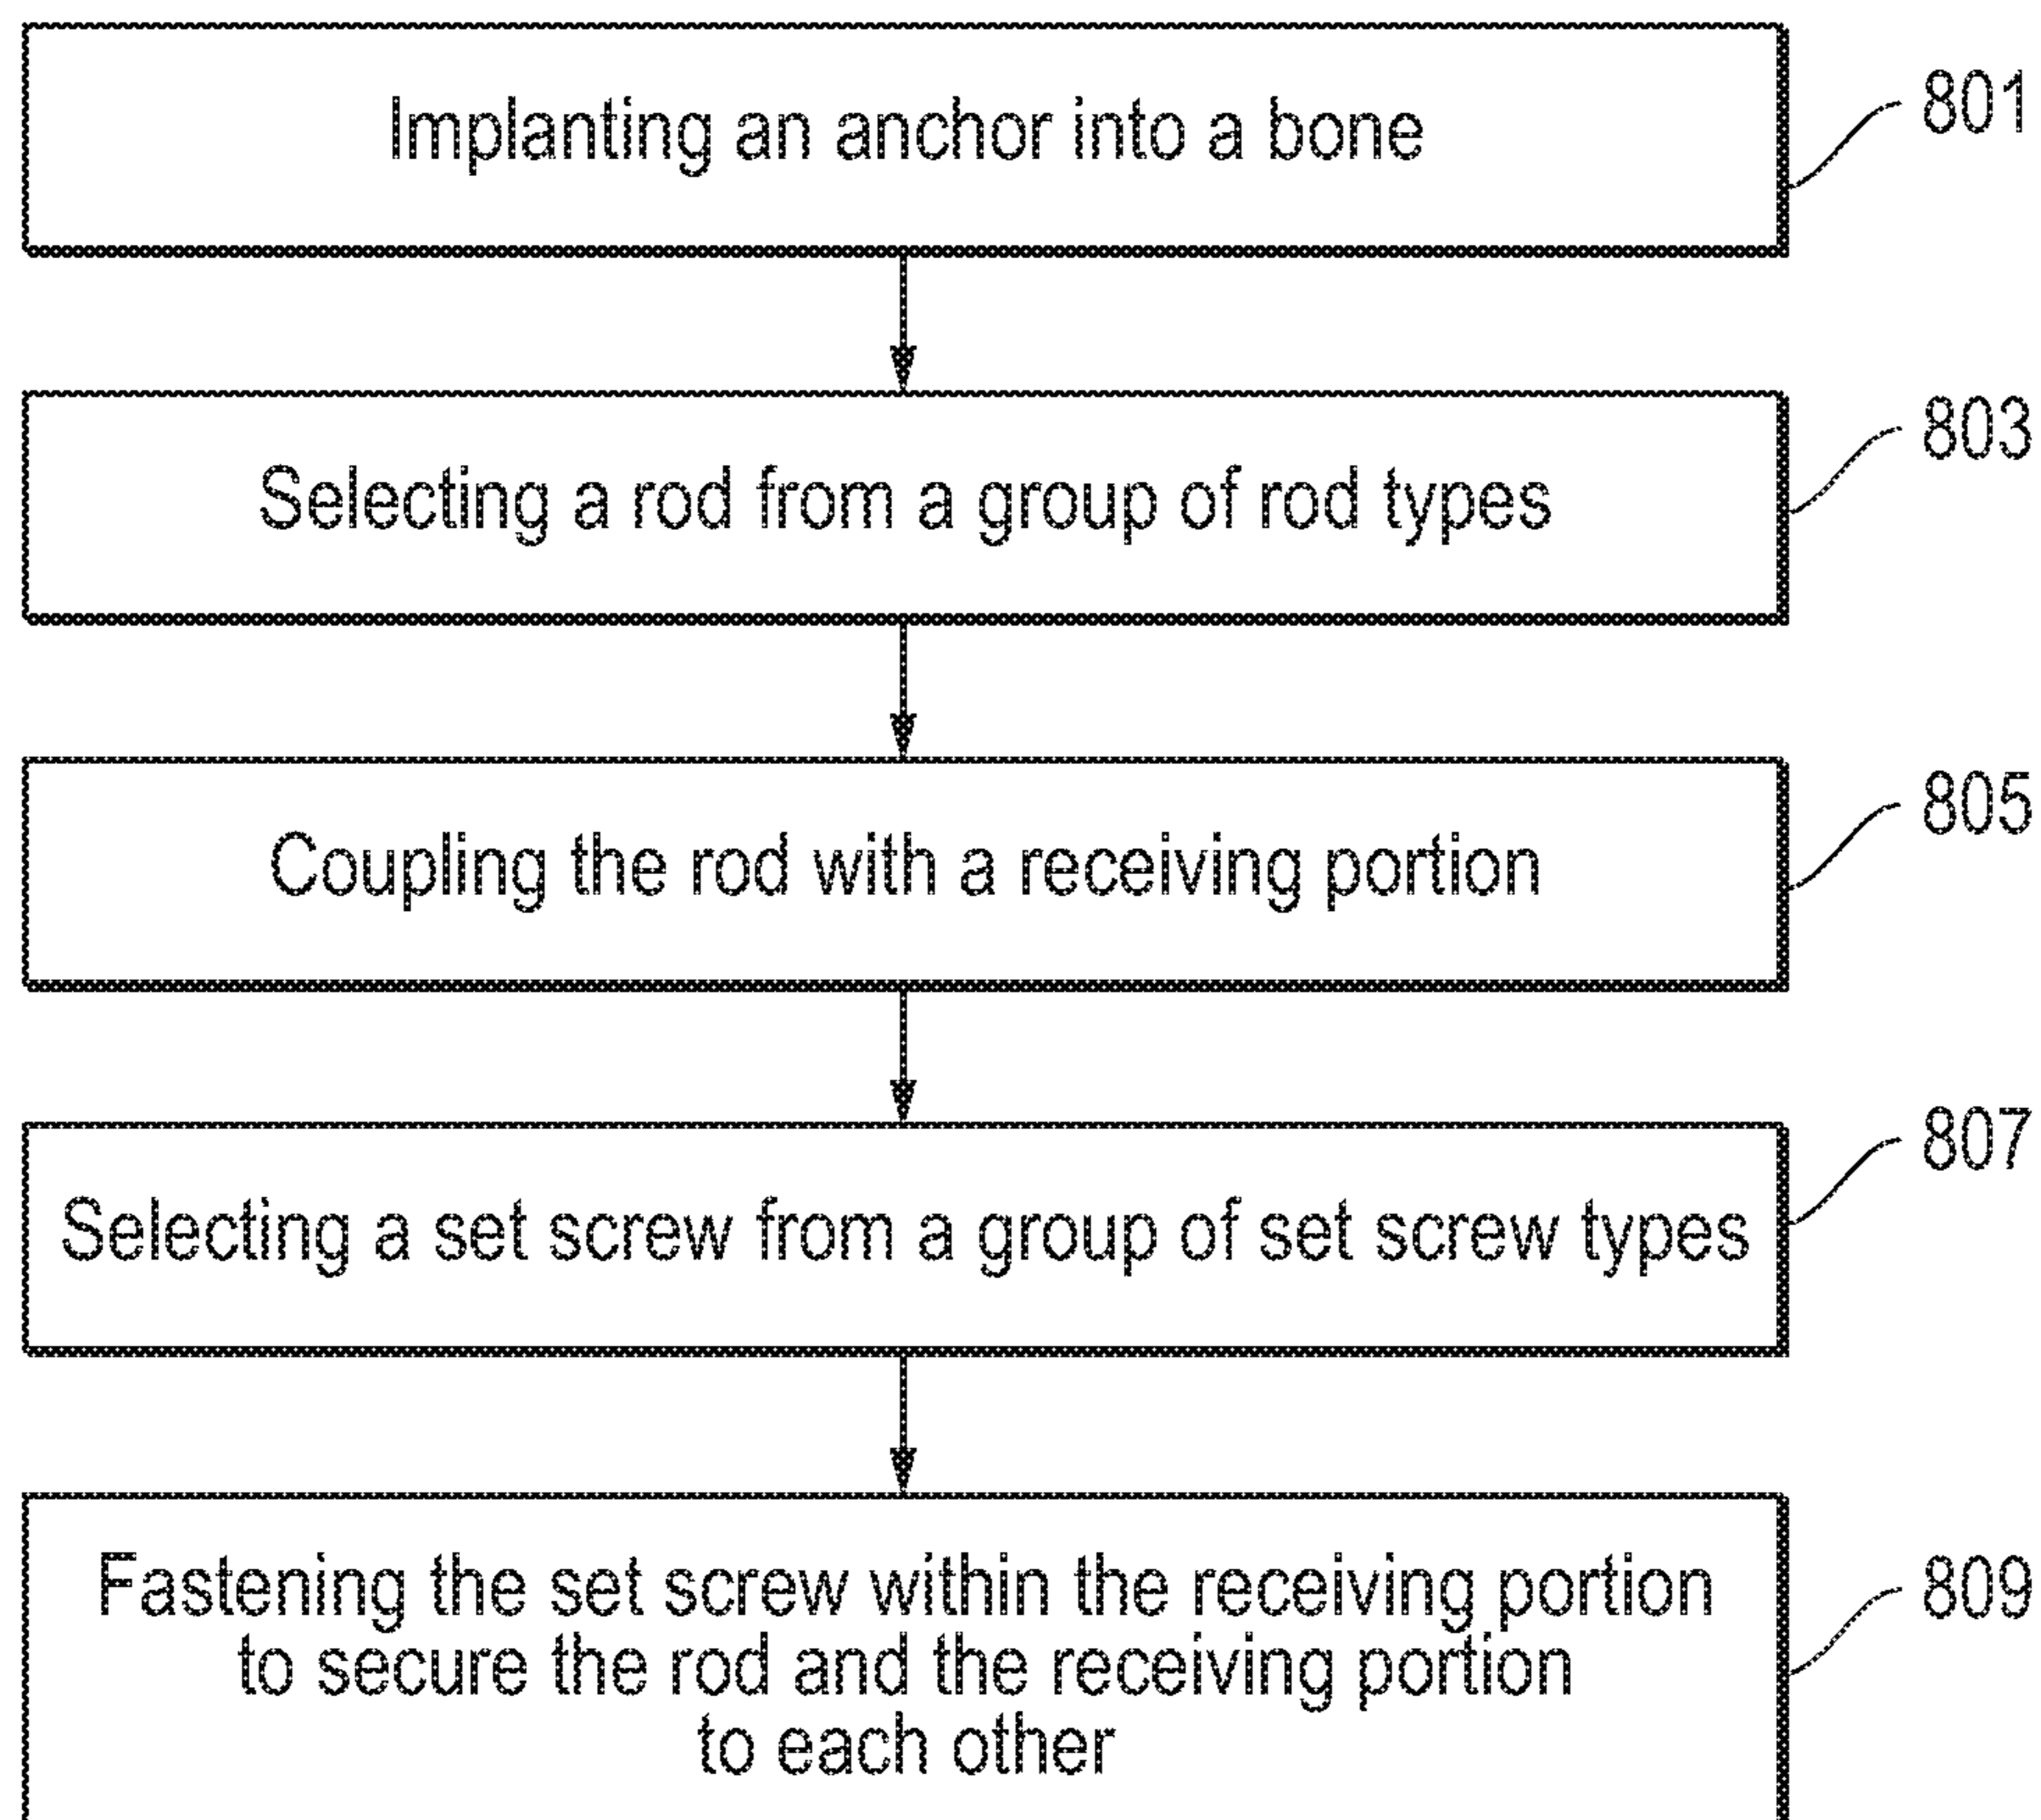 Implanting an anchor into a bone
801
Selecting a rod from a group of rod types
803
Coupling the rod with a receiving portion
805
Selecting a set screw from a group of set screw types
807
Fastening the set screw within the receiving portion
to secure the rod and the receiving portion
to each other
809